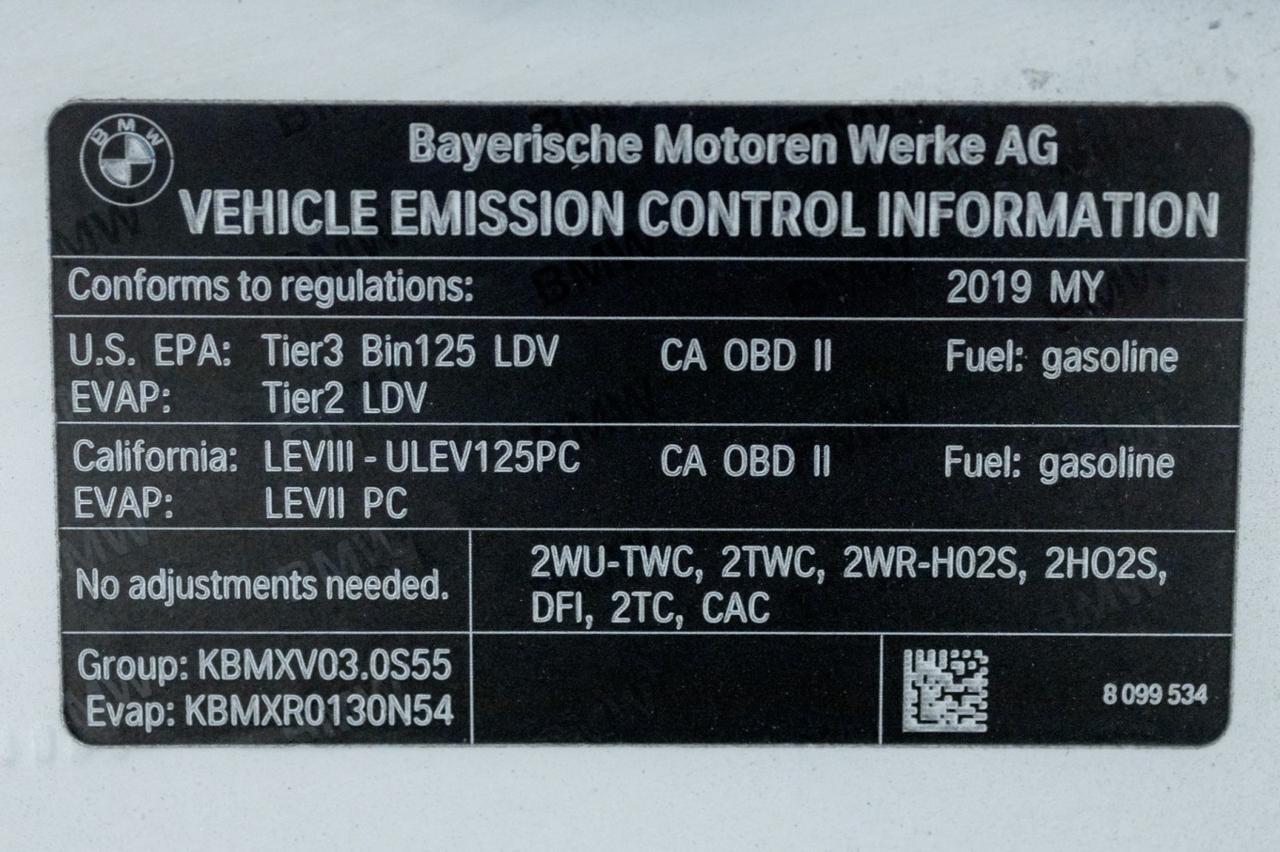 BMW
Bayerische Motoren Werke AG
VEHICLE EMISSION CONTROL INFORMATION
Conforms to regulations: 2019 MY
U.S. EPA: Tier3 Bin125 LDV CA OBD II Fuel: gasoline
EVAP: Tier2 LDV
California: LEVIII - ULEV125PC CA OBD II Fuel: gasoline
EVAP: LEVII PC
No adjustments needed.
2WU-TWC, 2TWC, 2WR-H02S, 2HO2S,
DFI, 2TC, CAC
Group: KBMXV03.0S55
Evap: KBMXR0130N54
8 099 534